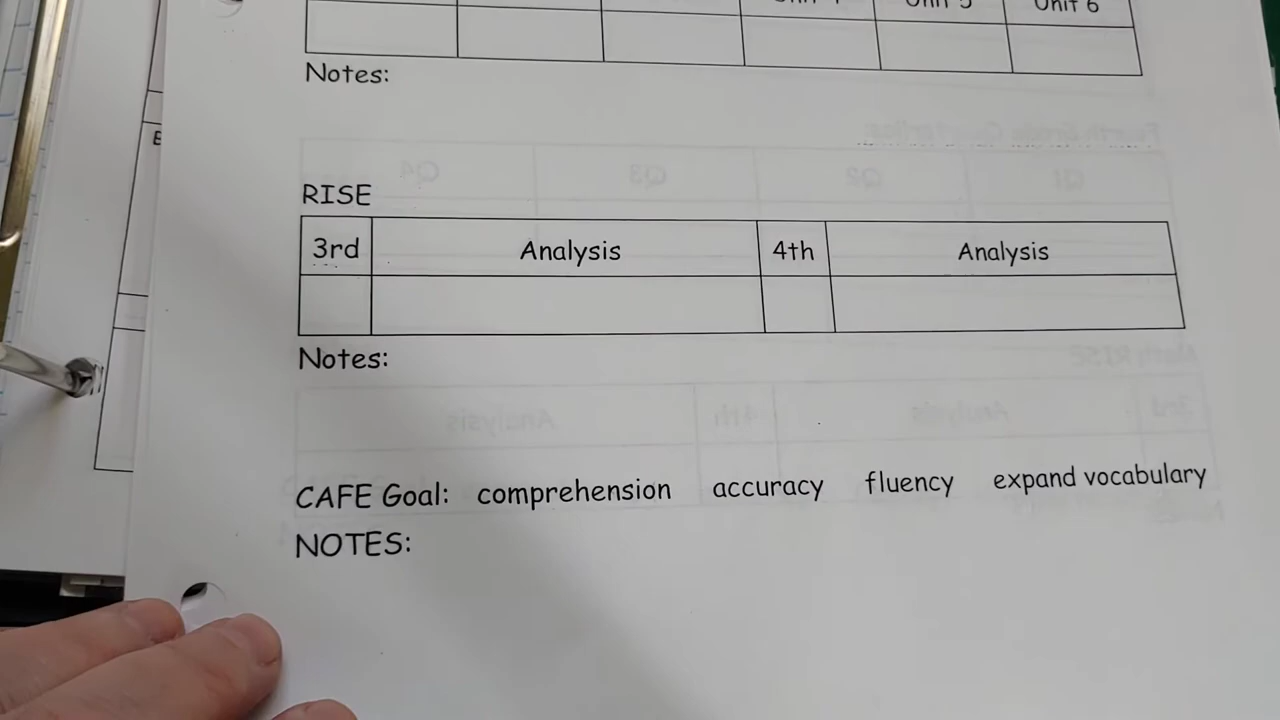 Unit 5 Unit 6
Notes:
RISE
3rd Analysis 4th Analysis
Notes:
CAFE Goal: comprehension accuracy fluency expand vocabulary
NOTES: